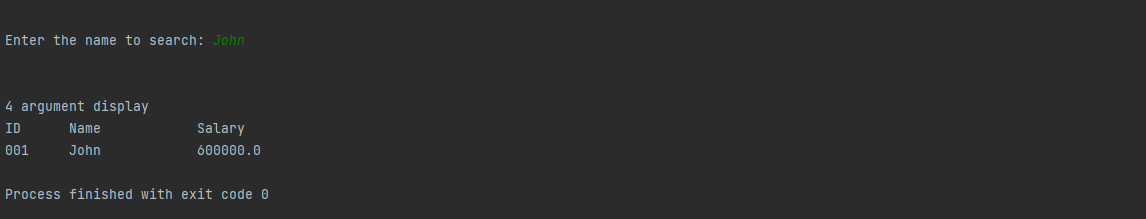 Enter the name to search: John
4 argument display
ID Name Salary
001 John 600000.0
Process finished with exit code 0